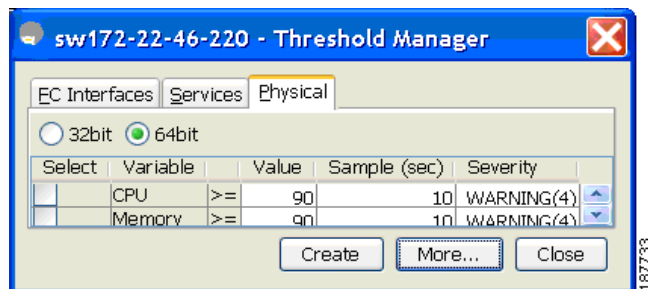 sw172-22-46-220 - Threshold Manager
FC Interfaces Services Physical
32bit 64bit
Select Variable Value Sample (sec) Severity
CPU >= 90 10 WARNING(4)
Memory >= 90 10 WARNING(4)
Create More... Close
187733